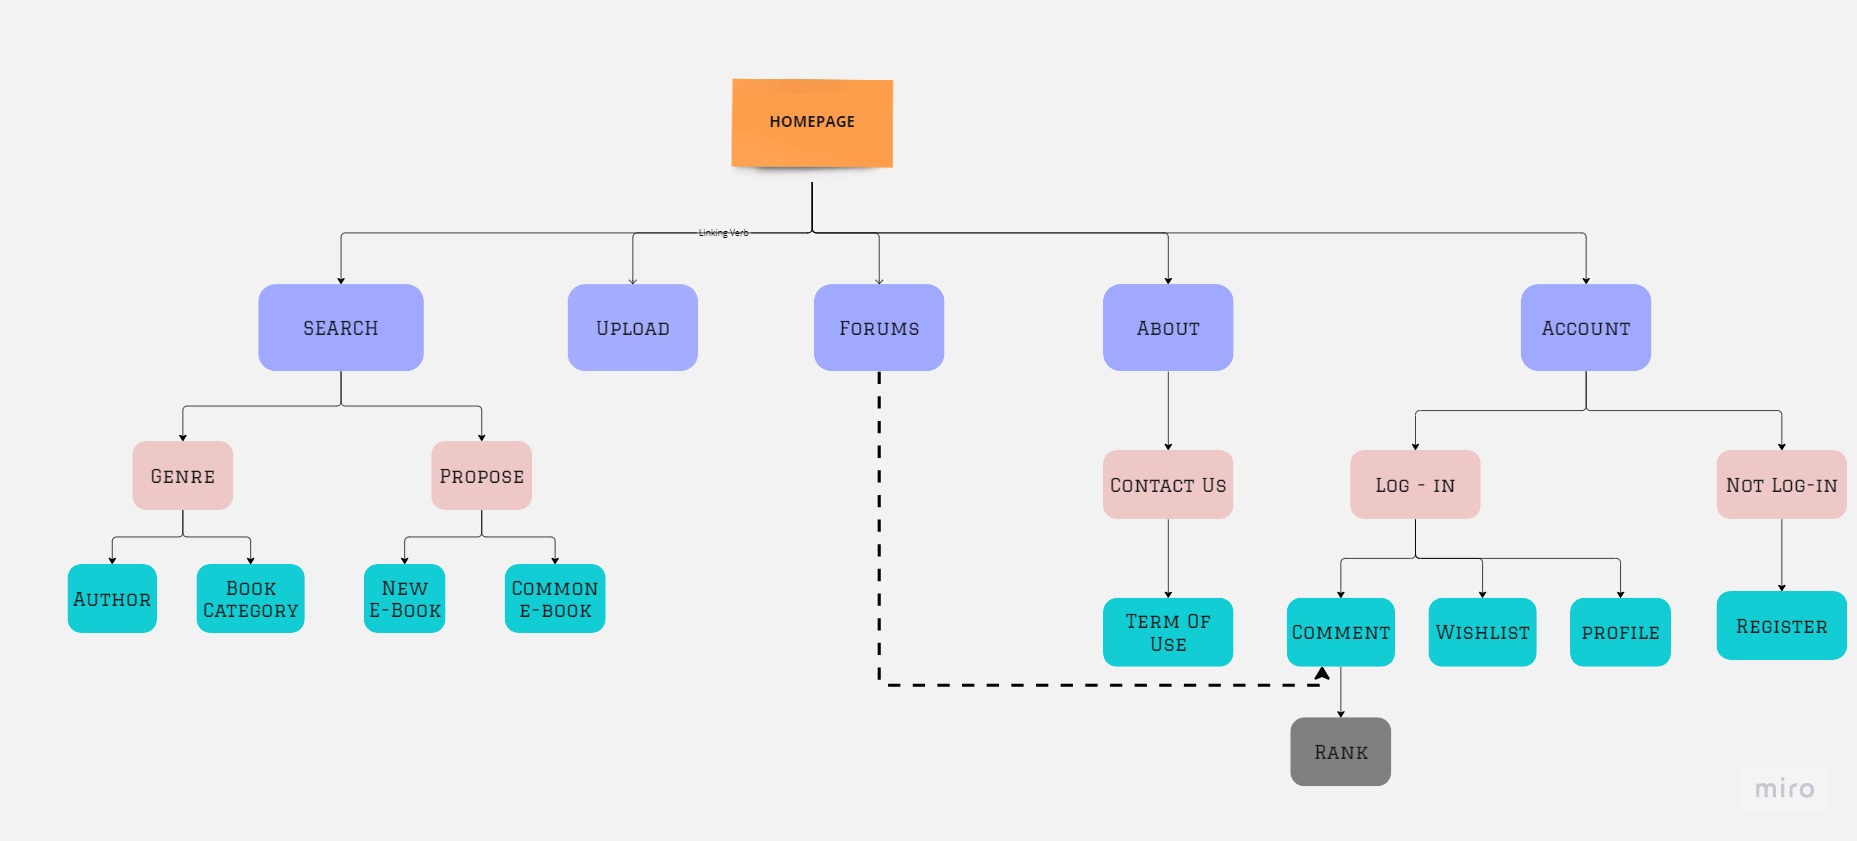 HOMEPAGE
Linking Verb
SEARCH
Upload
Forums
About
Account
Genre
Propose
Contact Us
Log - in
Not Log-in
Author
Book
Category
New
E-Book
Common
e-book
Term Of
Use
Comment
Wishlist
profile
Register
Rank
miro